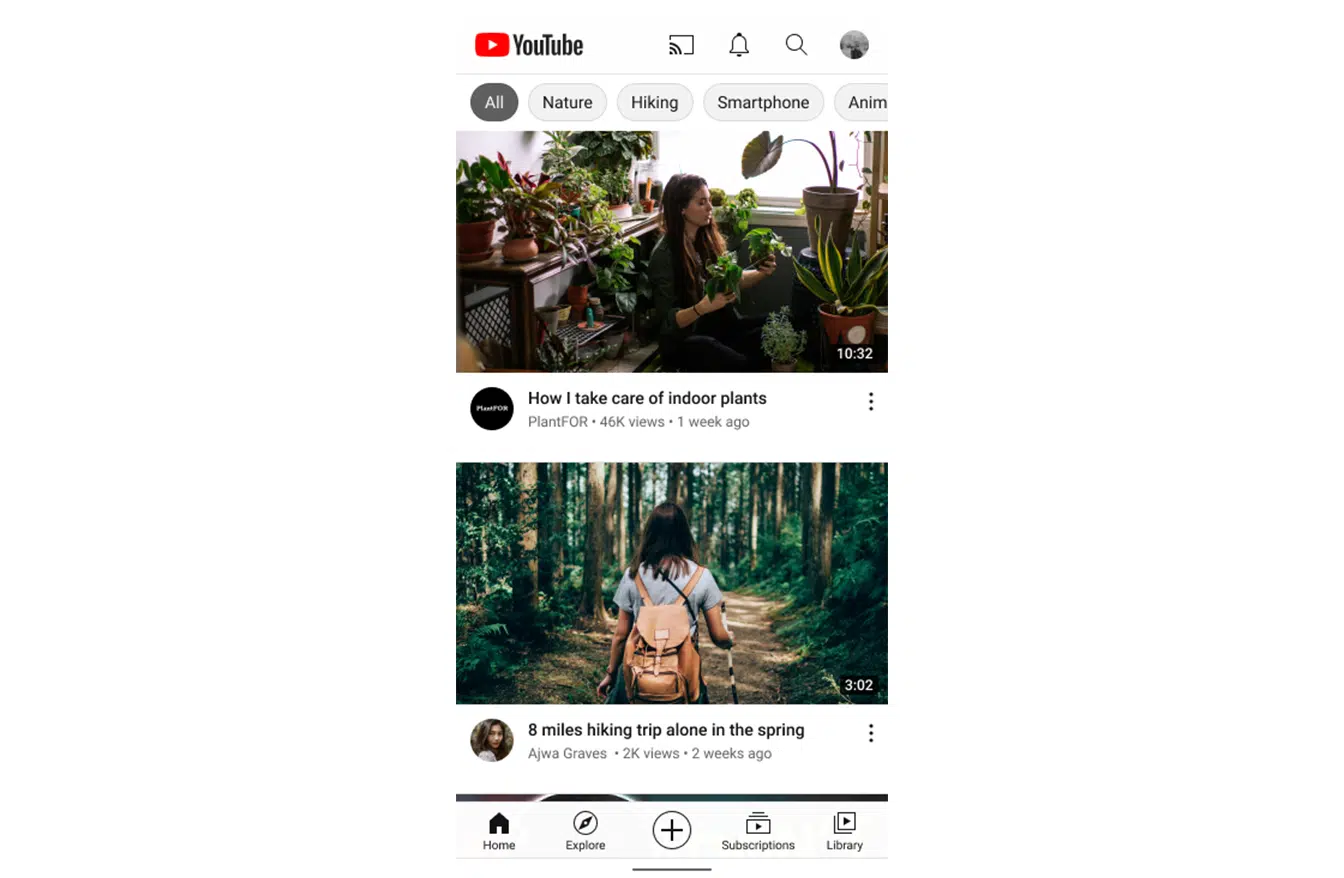 YouTube
All Nature Hiking Smartphone Anim
10:32
PlantFOR
How I take care of indoor plants
PlantFOR • 46K views • 1 week ago
3:02
8 miles hiking trip alone in the spring
Ajwa Graves • 2K views • 2 weeks ago
Home Explore Subscriptions Library